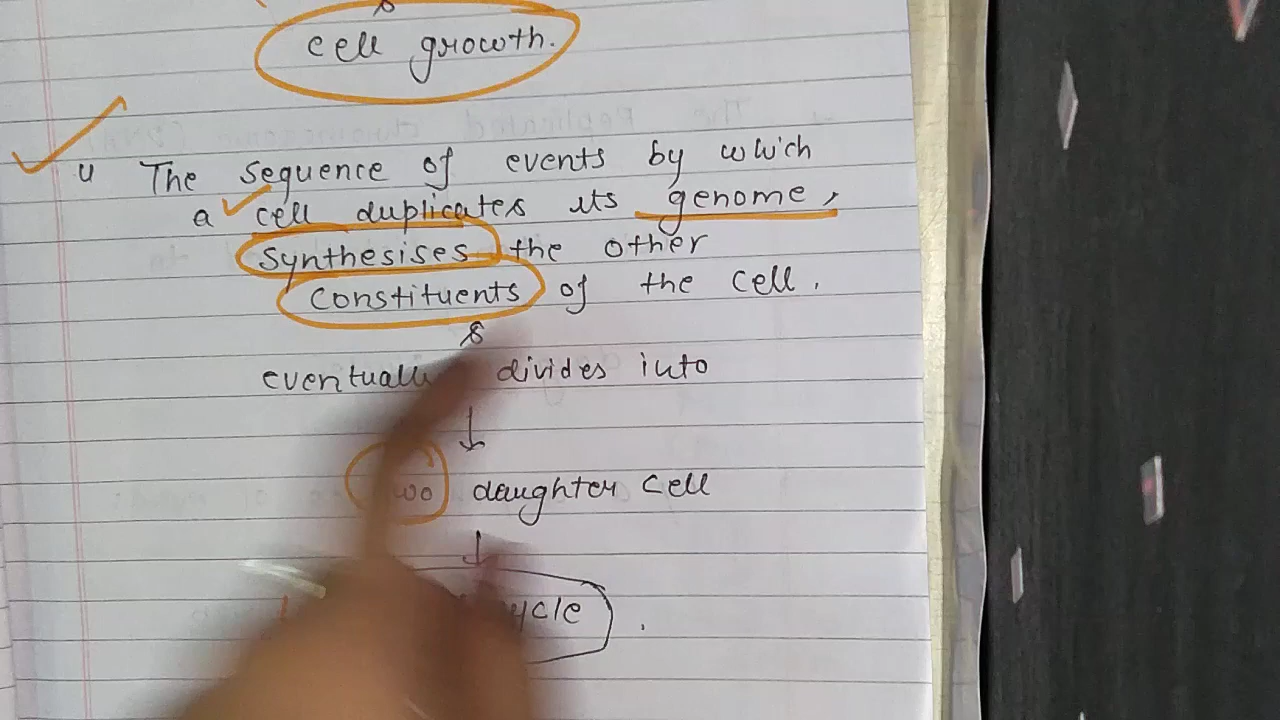 cell growth.
" The sequence of events by which
a cell duplicates its genome,
synthesises the other
constituents of the cell.
&
divides into
↓
daughter cell
↓